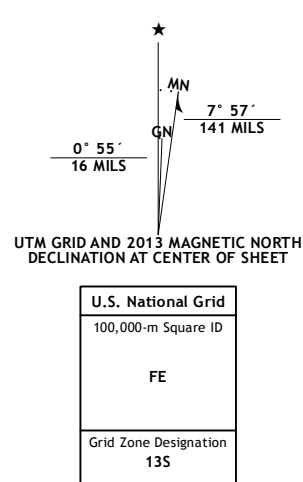 MN
7° 57´
141 MILS
GN
0° 55´
16 MILS
UTM GRID AND 2013 MAGNETIC NORTH
DECLINATION AT CENTER OF SHEET
U.S. National Grid
100,000-m Square ID
FE
Grid Zone Designation
13S